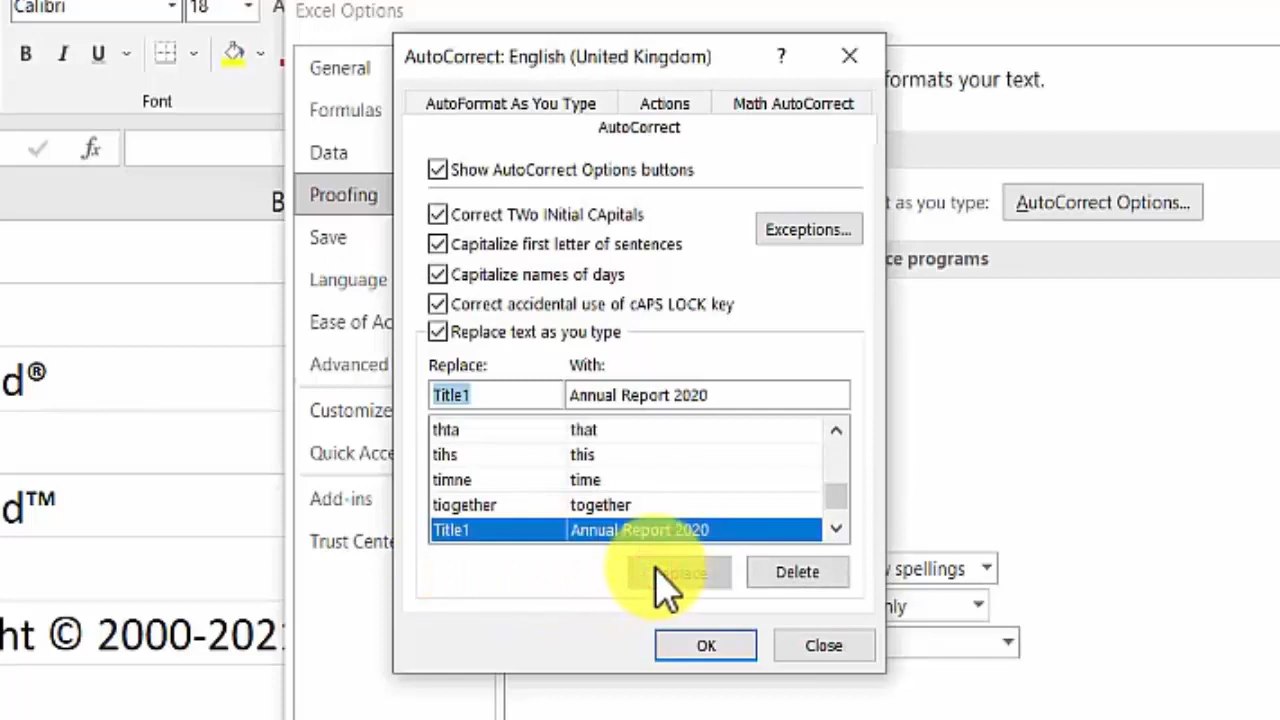 Calibri 18 A
B I U
Font
fx
B
d®
d™
ht © 2000-2021
Excel Options
General
Formulas
Data
Proofing
Save
Language
Ease of Ac
Advanced
Customize
Quick Acce
Add-ins
Trust Cente
AutoCorrect: English (United Kingdom) ?
AutoFormat As You Type Actions Math AutoCorrect
AutoCorrect
Show AutoCorrect Options buttons
Correct TWo INitial CApitals
Exceptions...
Capitalize first letter of sentences
Capitalize names of days
Correct accidental use of cAPS LOCK key
Replace text as you type
Replace: With:
Title1 Annual Report 2020
thta that
tihs this
timne time
tiogether together
Title1 Annual Report 2020
Delete
OK Close
formats your text.
t as you type: AutoCorrect Options...
ce programs
spellings
nly